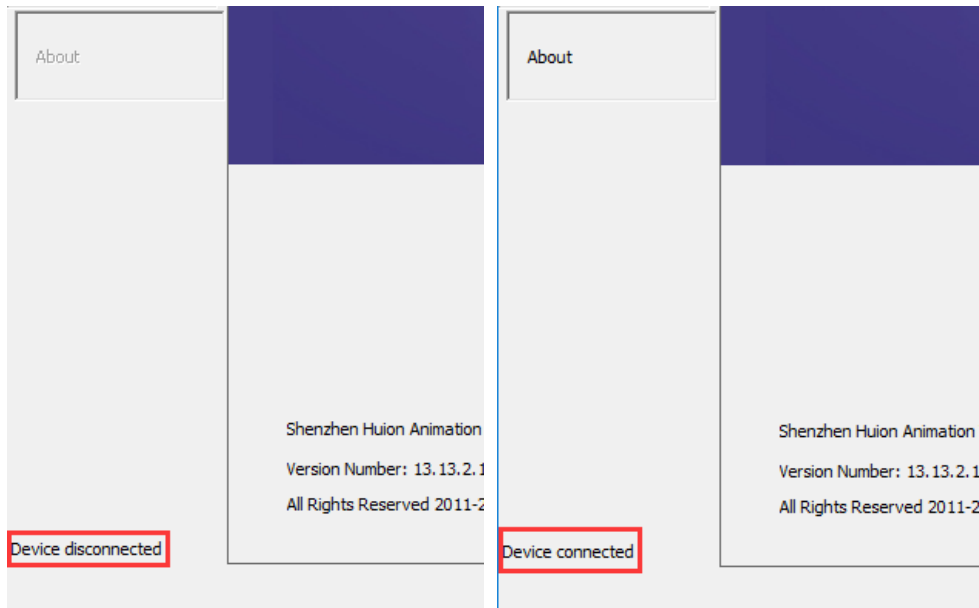 About
Shenzhen Huion Animation
Version Number: 13.13.2.1
All Rights Reserved 2011-2
Device disconnected
About
Shenzhen Huion Animation
Version Number: 13.13.2.1
All Rights Reserved 2011-2
Device connected